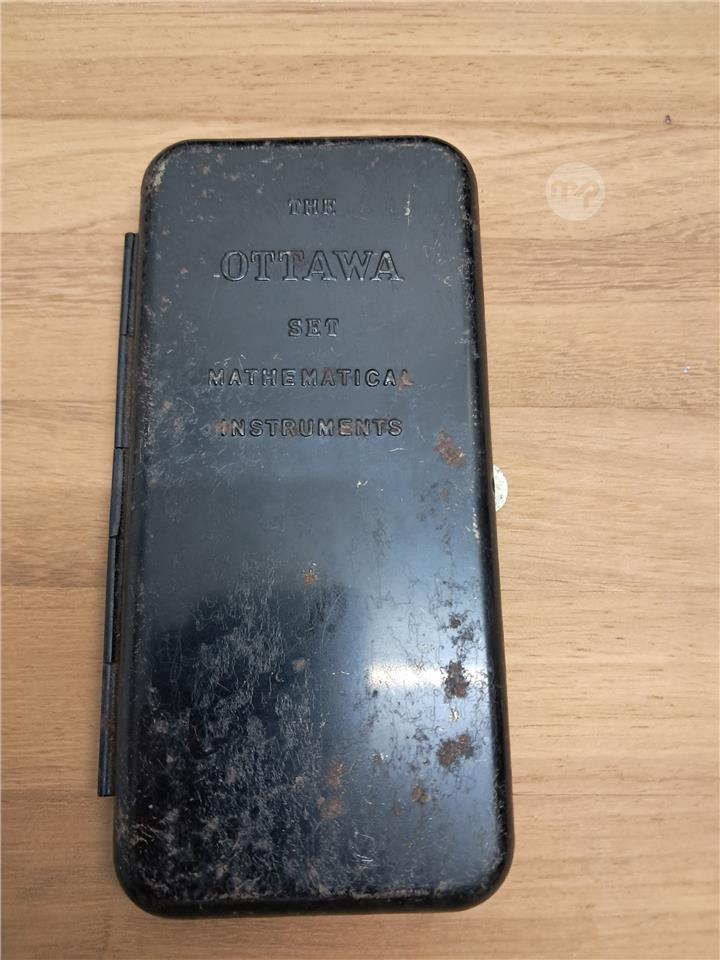 THE
OTTAWA
SET
MATHEMATICAL
INSTRUMENTS